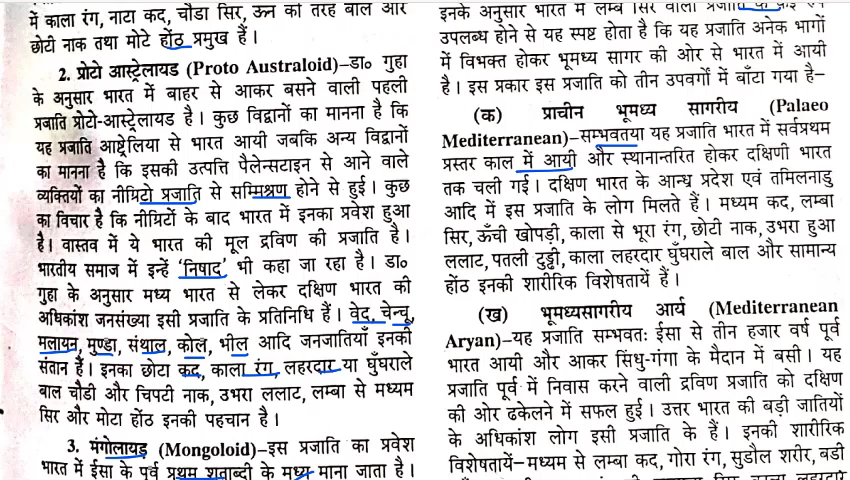 में काला रंग, नाटा कद, चौडा सिर, ऊन की तरह बाल और
छोटी नाक तथा मोटे होंठ प्रमुख हैं।
2. प्रोटो आस्ट्रेलायड (Proto Australoid)–डा० गुहा
के अनुसार भारत में बाहर से आकर बसने वाली पहली
प्रजाति प्रोटो-आस्ट्रेलायड है। कुछ विद्वानों का मानना है कि
यह प्रजाति आष्ट्रेलिया से भारत आयी जबकि अन्य विद्वानों
का मानना है कि इसकी उत्पत्ति पैलेन्सटाइन से आने वाले
व्यक्तियों का नीग्रिटो प्रजाति से सम्मिश्रण होने से हुई। कुछ
का विचार है कि नीग्रिटों के बाद भारत में इनका प्रवेश हुआ
है। वास्तव में ये भारत की मूल द्रविण की प्रजाति है।
भारतीय समाज में इन्हें 'निषाद' भी कहा जा रहा है। डा०
गुहा के अनुसार मध्य भारत से लेकर दक्षिण भारत की
अधिकांश जनसंख्या इसी प्रजाति के प्रतिनिधि हैं। वेद, चेन्चू,
मलायन, मुण्डा, संथाल, कोल, भील आदि जनजातियाँ इनकी
संतान हैं। इनका छोटा कद, काला रंग, लहरदार या घुँघराले
बाल चौडी और चिपटी नाक, उभरा ललाट, लम्बा से मध्यम
सिर और मोटा होंठ इनकी पहचान है।
3. मंगोलायड (Mongoloid)–इस प्रजाति का प्रवेश
भारत में ईसा के पूर्व प्रथम शताब्दी के मध्य माना जाता है।
इनके अनुसार भारत में लम्बे सिर वाली प्रजाति के कई
उपलब्ध होने से यह स्पष्ट होता है कि यह प्रजाति अनेक भागों
में विभक्त होकर भूमध्य सागर की ओर से भारत में आयी
है। इस प्रकार इस प्रजाति को तीन उपवर्गों में बाँटा गया है–
(क) प्राचीन भूमध्य सागरीय (Palaeo
Mediterranean)–सम्भवतया यह प्रजाति भारत में सर्वप्रथम
प्रस्तर काल में आयी और स्थानान्तरित होकर दक्षिणी भारत
तक चली गई। दक्षिण भारत के आन्ध्र प्रदेश एवं तमिलनाडु
आदि में इस प्रजाति के लोग मिलते हैं। मध्यम कद, लम्बा
सिर, ऊँची खोपड़ी, काला से भूरा रंग, छोटी नाक, उभरा हुआ
ललाट, पतली ठुड्डी, काला लहरदार घुँघराले बाल और सामान्य
होंठ इनकी शारीरिक विशेषतायें हैं।
(ख) भूमध्यसागरीय आर्य (Mediterranean
Aryan)–यह प्रजाति सम्भवतः ईसा से तीन हजार वर्ष पूर्व
भारत आयी और आकर सिंधु-गंगा के मैदान में बसी। यह
प्रजाति पूर्व में निवास करने वाली द्रविण प्रजाति को दक्षिण
की ओर ढकेलने में सफल हुई। उत्तर भारत की बड़ी जातियों
के अधिकांश लोग इसी प्रजाति के हैं। इनकी शारीरिक
विशेषतायें–मध्यम से लम्बा कद, गोरा रंग, सुडौल शरीर, बडी